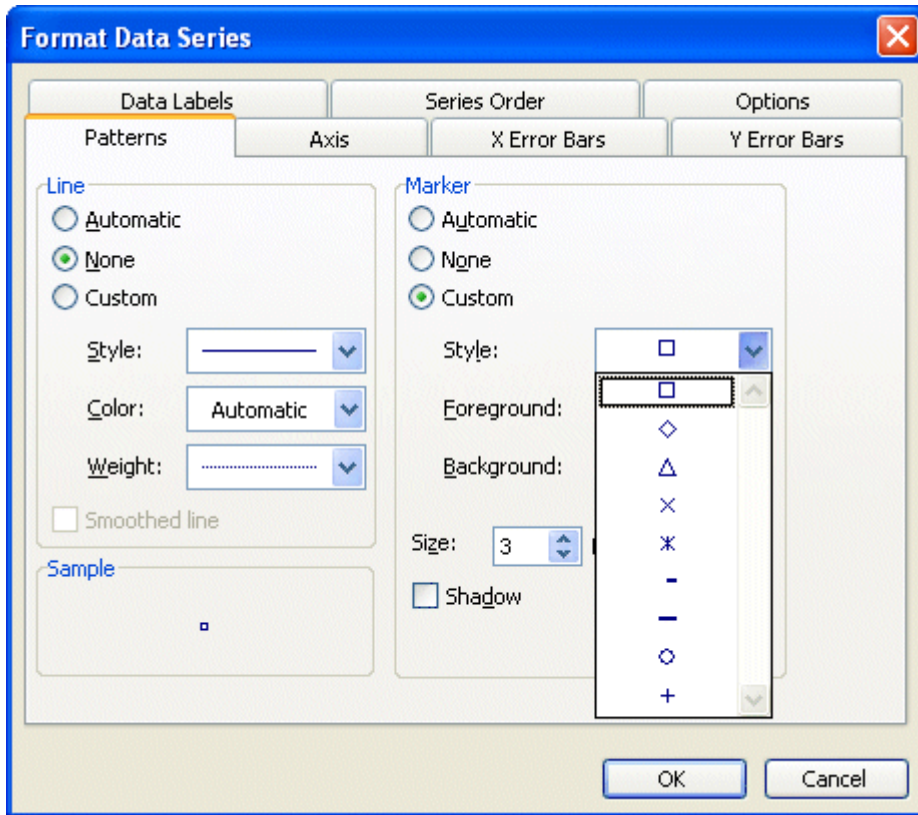 Format Data Series
Data Labels
Series Order
Options
Patterns
Axis
X Error Bars
Y Error Bars
Line
Automatic
None
Custom
Style:
Color:
Automatic
Weight:
Smoothed line
Sample
Marker
Automatic
None
Custom
Style:
Foreground:
Background:
Size:
3
Shadow
OK
Cancel